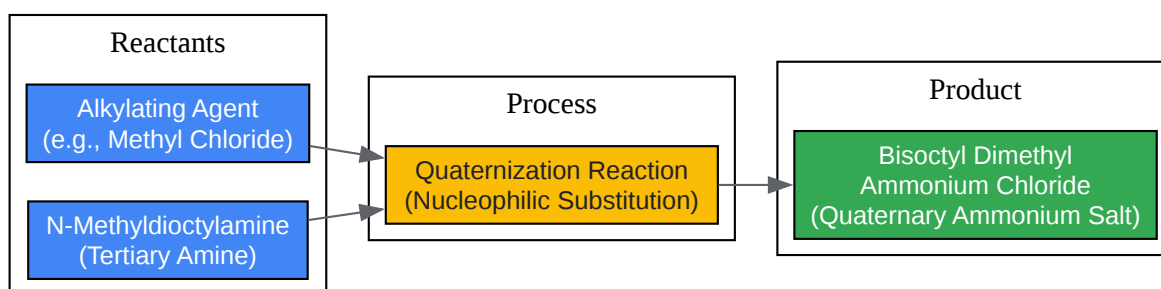 Reactants
Alkylating Agent
(e.g., Methyl Chloride)
N-Methyldioctylamine
(Tertiary Amine)
Process
Quaternization Reaction
(Nucleophilic Substitution)
Product
Bisoctyl Dimethyl
Ammonium Chloride
(Quaternary Ammonium Salt)